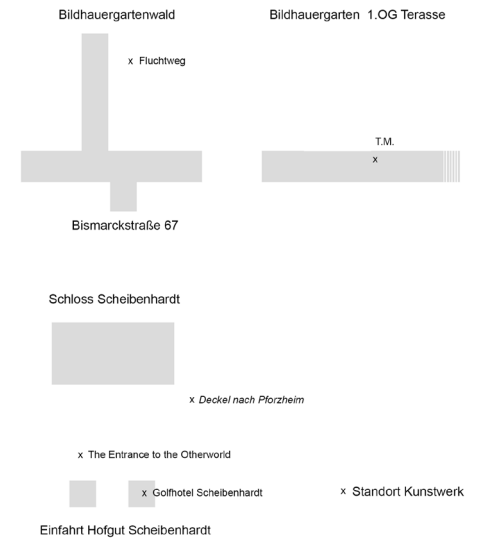 Bildhauergartenwald
Bildhauergarten 1.OG Terasse
x Fluchtweg
T.M.
x
Bismarckstraße 67
Schloss Scheibenhardt
x Deckel nach Pforzheim
x The Entrance to the Otherworld
x Golfhotel Scheibenhardt
x Standort Kunstwerk
Einfahrt Hofgut Scheibenhardt